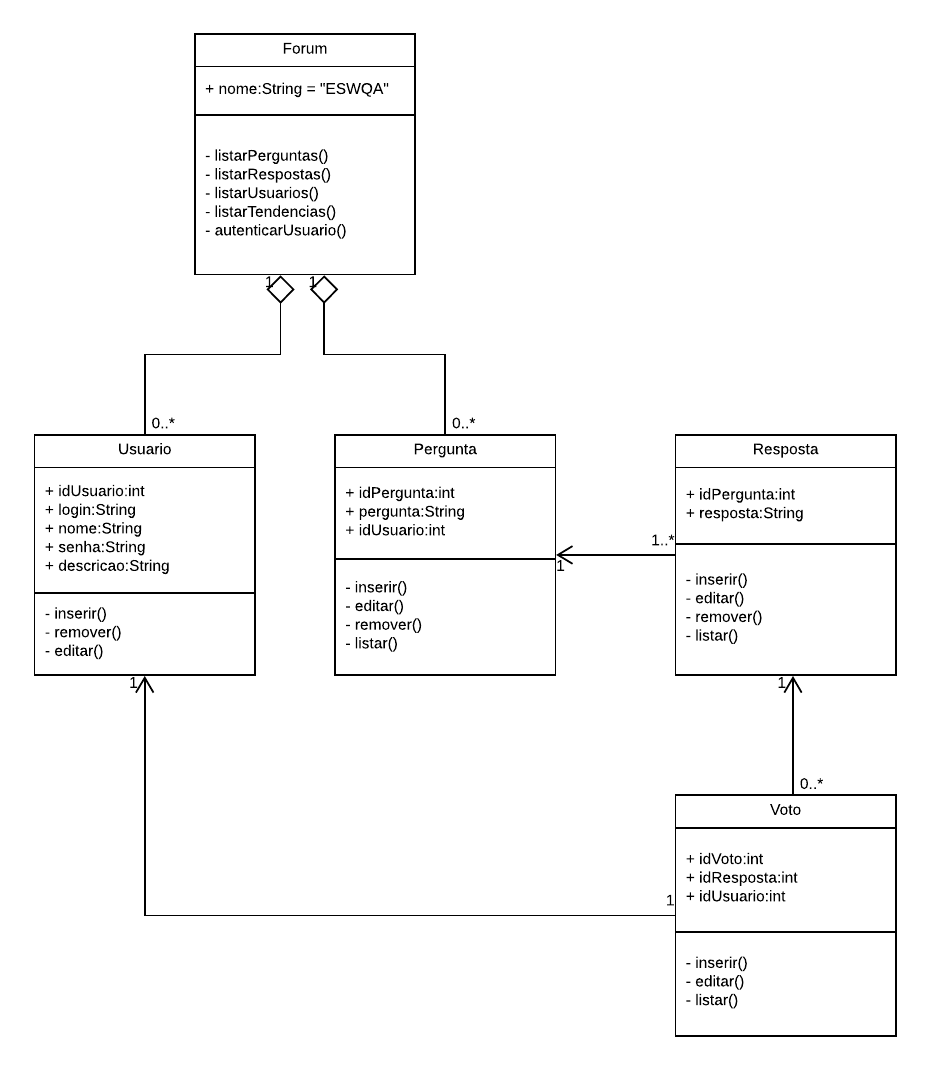 Forum
+ nome:String = "ESWQA"
- listarPerguntas()
- listarRespostas()
- listarUsuarios()
- listarTendencias()
- autenticarUsuario()
1
1
0..*
0..*
Usuario
+ idUsuario:int
+ login:String
+ nome:String
+ senha:String
+ descricao:String
- inserir()
- remover()
- editar()
1
Pergunta
+ idPergunta:int
+ pergunta:String
+ idUsuario:int
- inserir()
- editar()
- remover()
- listar()
1
1..*
Resposta
+ idPergunta:int
+ resposta:String
- inserir()
- editar()
- remover()
- listar()
1
0..*
Voto
+ idVoto:int
+ idResposta:int
+ idUsuario:int
1
- inserir()
- editar()
- listar()